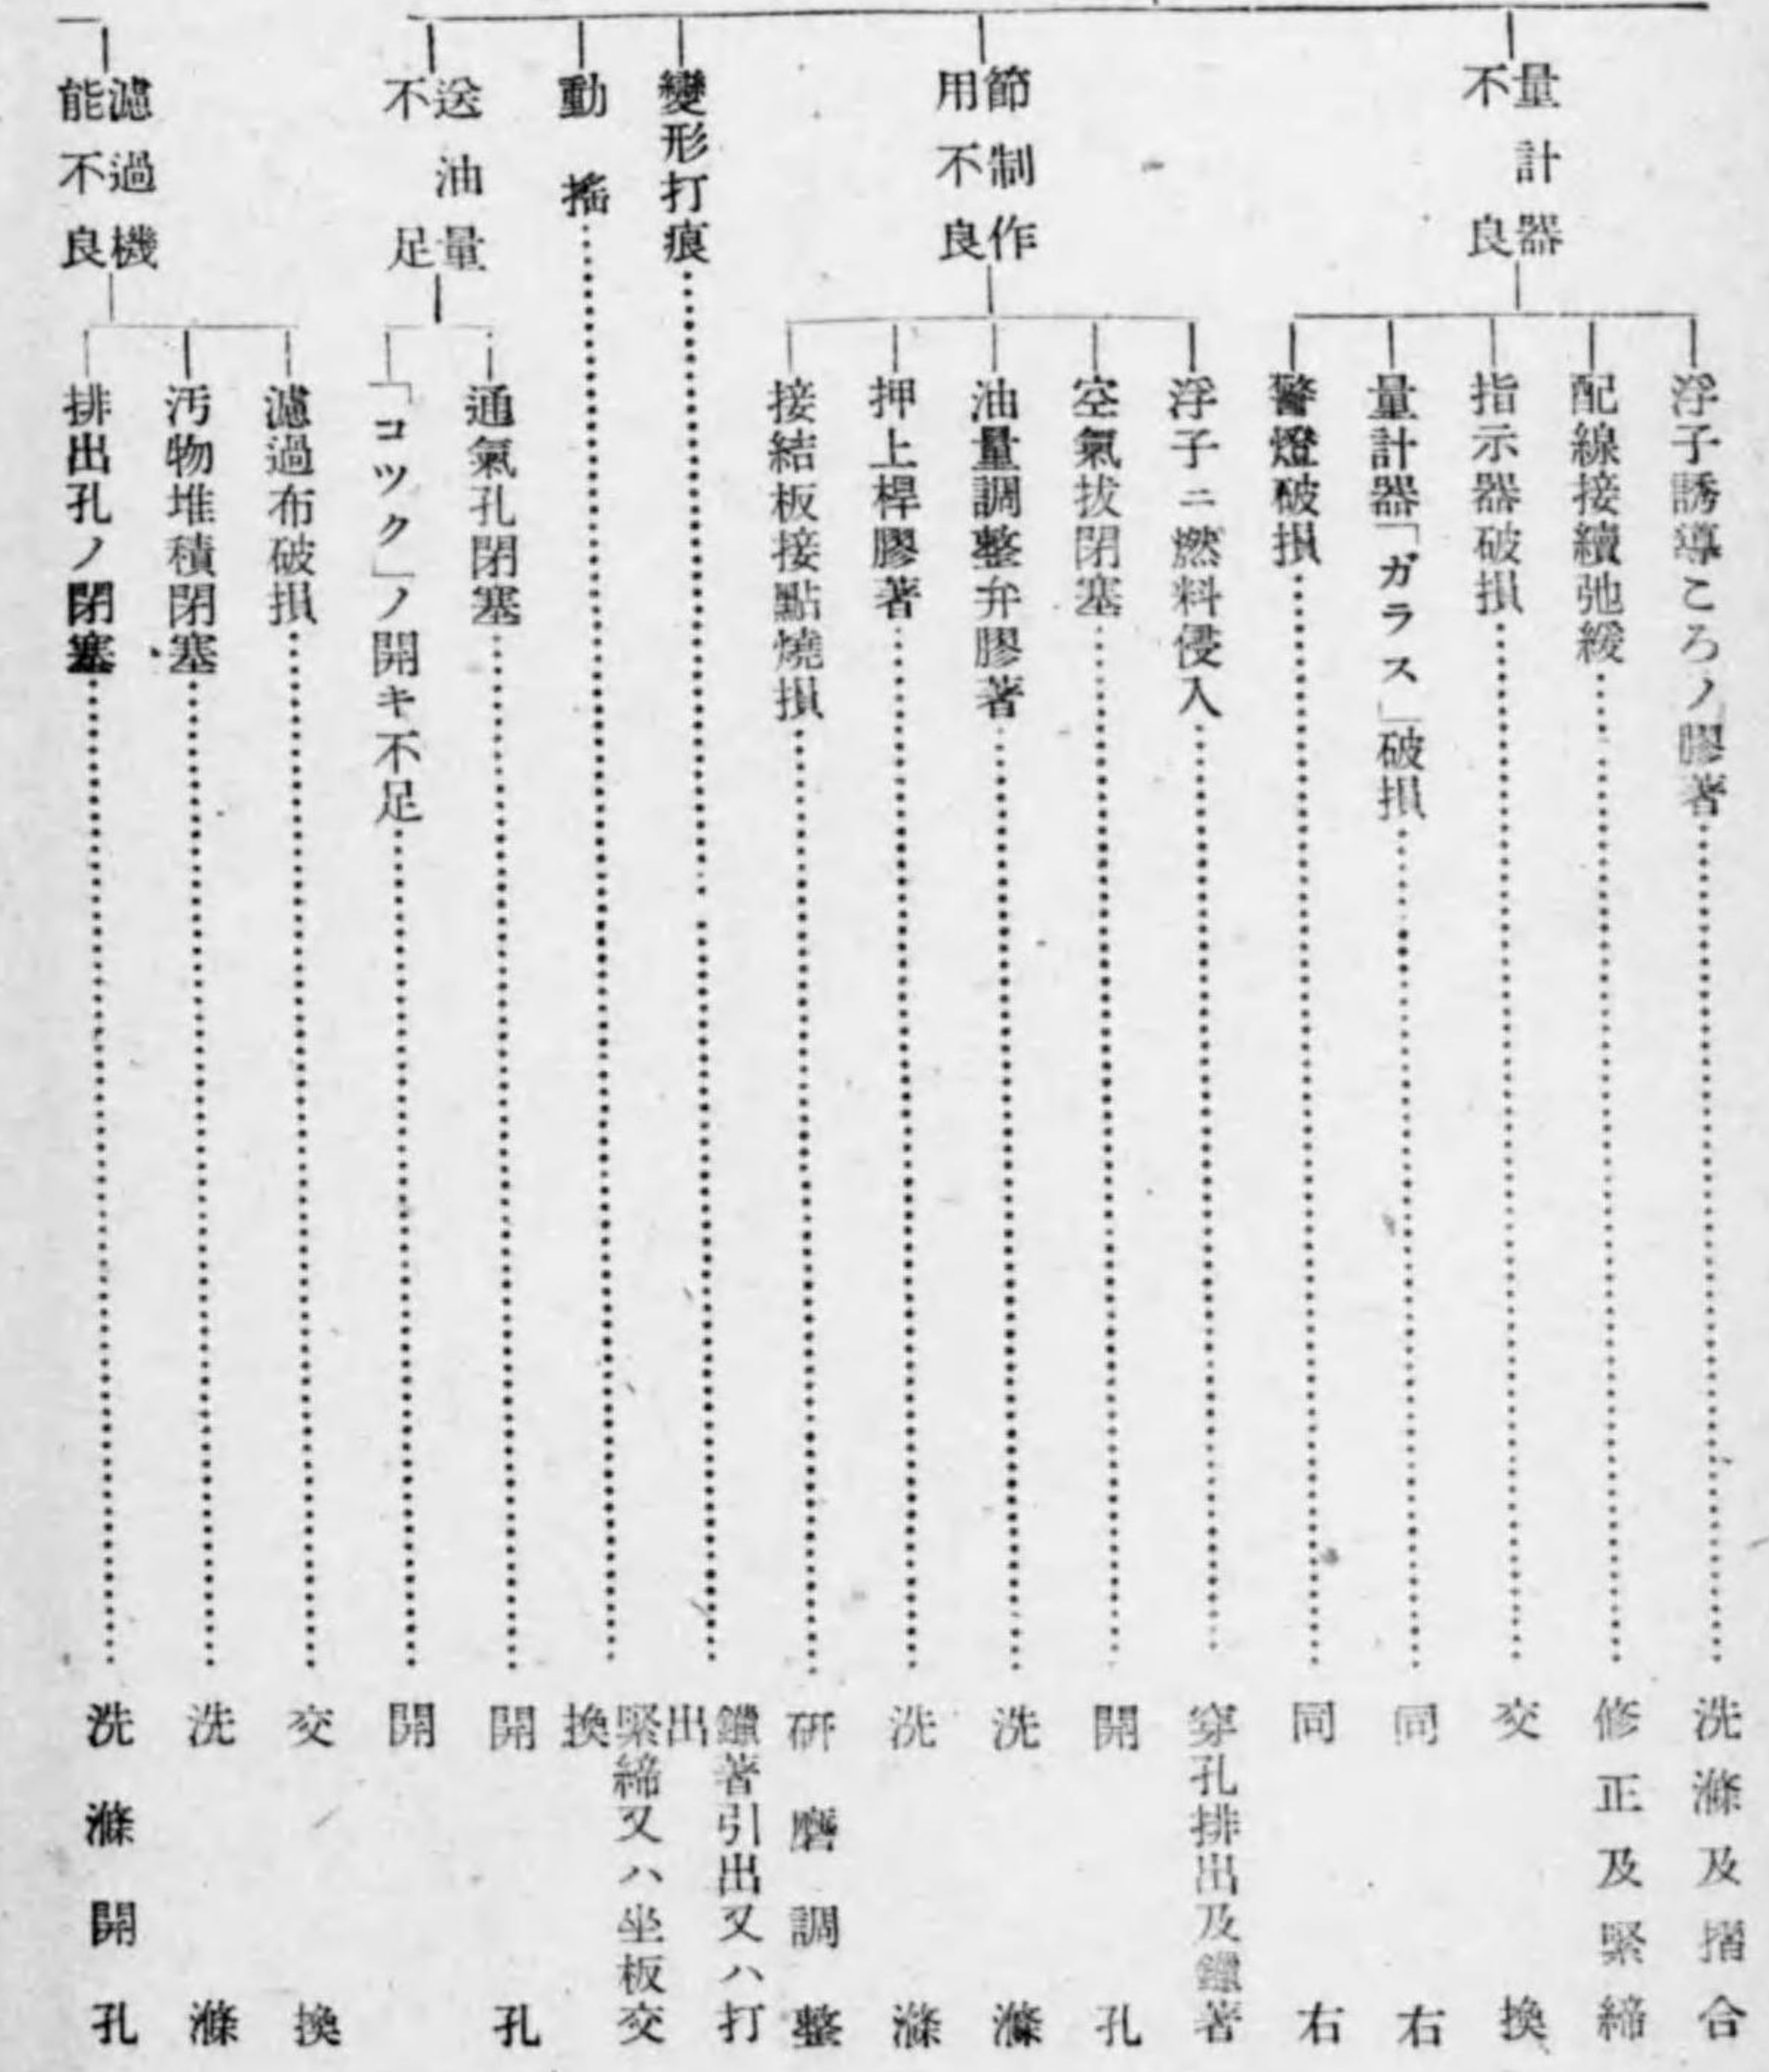 量計器
不良
浮子誘導ころノ膠著……洗滌及摺合
配線接續弛緩……修正及緊締
指示器破損……交換
量計器「ガラス」破損……同右
警燈破損……同右
節制作
用不良
浮子ニ燃料侵入……穿孔排出及鑞著
空氣拔閉塞……開孔
油量調整弁膠著……洗滌
押上桿膠著……洗滌
接結板接點燒損……研磨調整
變形打痕……鑞著引出又ハ打
出
動搖……緊締又ハ坐板交
換
送油量
不足
通氣孔閉塞……開孔
「コツク」ノ開キ不足……開
濾過機
能不良
濾過布破損……交換
汚物堆積閉塞……洗滌
排出孔ノ閉塞……洗滌開孔